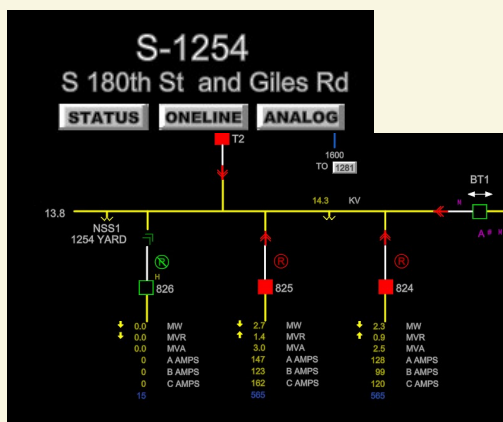 S-1254
S 180th St and Giles Rd
STATUS ONELINE ANALOG
T2
1600
TO 1281
BT1
14.3 KV
H
13.8
NSS1
1254 YARD
A H H
R R R
H
826 825 824
0.0 MW 2.7 MW 2.3 MW
0.0 MVR 1.4 MVR 0.9 MVR
0.0 MVA 3.0 MVA 2.5 MVA
0 A AMPS 147 A AMPS 128 A AMPS
0 B AMPS 123 B AMPS 99 B AMPS
0 C AMPS 162 C AMPS 120 C AMPS
15 565 565